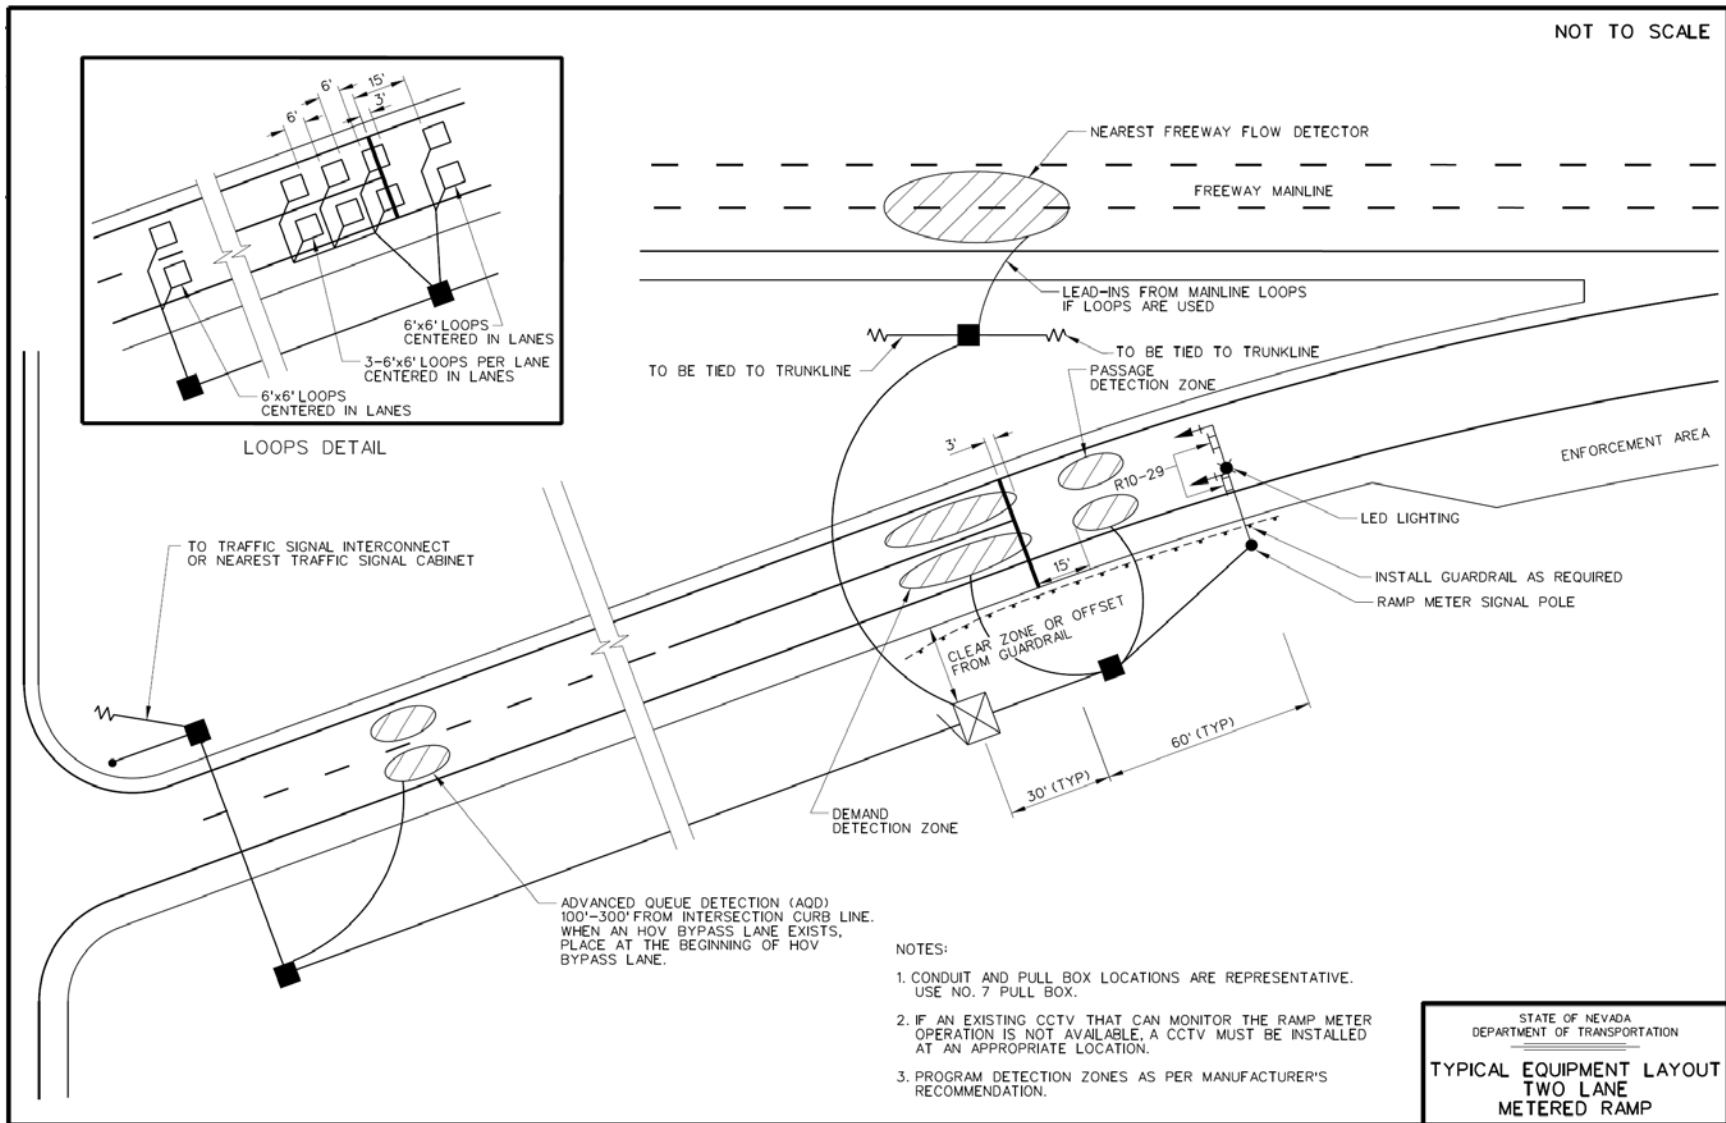 NOT TO SCALE
6'
6'
15'
3'
6'x6' LOOPS
CENTERED IN LANES
3-6'x6' LOOPS PER LANE
CENTERED IN LANES
6'x6' LOOPS
CENTERED IN LANES
LOOPS DETAIL
NEAREST FREEWAY FLOW DETECTOR
FREEWAY MAINLINE
LEAD-INS FROM MAINLINE LOOPS
IF LOOPS ARE USED
TO BE TIED TO TRUNKLINE
TO BE TIED TO TRUNKLINE
PASSAGE
DETECTION ZONE
3'
R10-29
ENFORCEMENT AREA
LED LIGHTING
TO TRAFFIC SIGNAL INTERCONNECT
OR NEAREST TRAFFIC SIGNAL CABINET
15'
INSTALL GUARDRAIL AS REQUIRED
RAMP METER SIGNAL POLE
CLEAR ZONE OR OFFSET
FROM GUARDRAIL
60' (TYP)
30' (TYP)
DEMAND
DETECTION ZONE
ADVANCED QUEUE DETECTION (AQD)
100'-300' FROM INTERSECTION CURB LINE.
WHEN AN HOV BYPASS LANE EXISTS,
PLACE AT THE BEGINNING OF HOV
BYPASS LANE.
NOTES:
1. CONDUIT AND PULL BOX LOCATIONS ARE REPRESENTATIVE.
USE NO. 7 PULL BOX.
2. IF AN EXISTING CCTV THAT CAN MONITOR THE RAMP METER
OPERATION IS NOT AVAILABLE, A CCTV MUST BE INSTALLED
AT AN APPROPRIATE LOCATION.
3. PROGRAM DETECTION ZONES AS PER MANUFACTURER'S
RECOMMENDATION.
STATE OF NEVADA
DEPARTMENT OF TRANSPORTATION
TYPICAL EQUIPMENT LAYOUT
TWO LANE
METERED RAMP